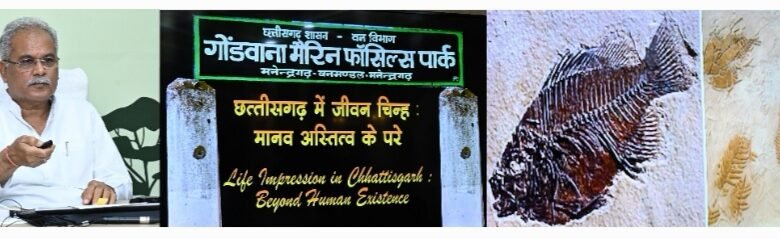 छत्तीसगढ़ शासन - वन विभाग
गोंडवाना मैरिन फॉसिल्स पार्क
मनेन्द्रगढ़ - वनमण्डल, मनेन्द्रगढ़
छत्तीसगढ़ में जीवन चिन्ह :
मानव अस्तित्व के परे
Life Impression in Chhattisgarh :
Beyond Human Existence